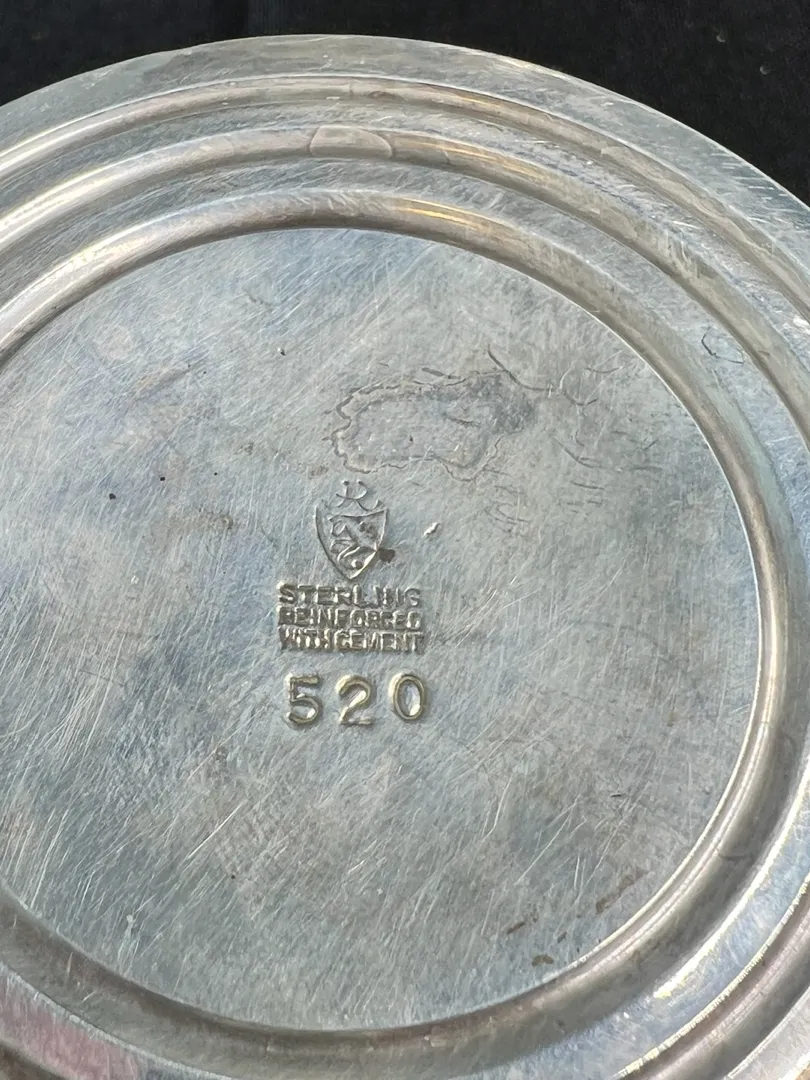 STERLING
REINFORCED
WITH CEMENT
520